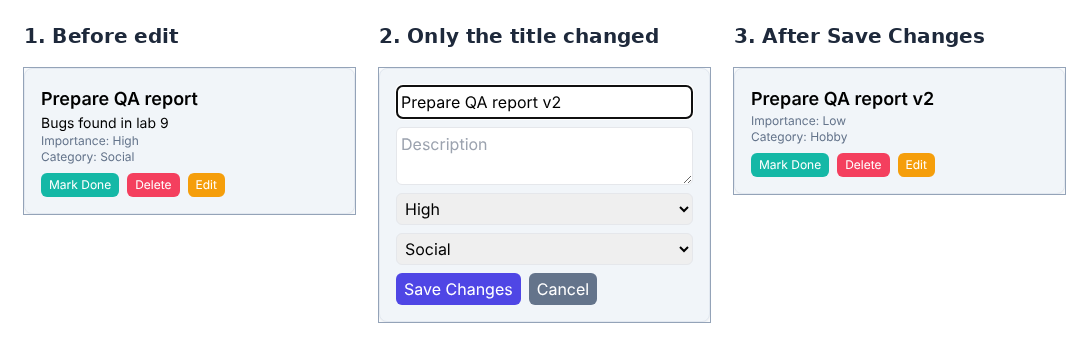 1. Before edit
Prepare QA report
Bugs found in lab 9
Importance: High
Category: Social
Mark Done Delete Edit
2. Only the title changed
Prepare QA report v2
Description
High
Social
Save Changes Cancel
3. After Save Changes
Prepare QA report v2
Importance: Low
Category: Hobby
Mark Done Delete Edit